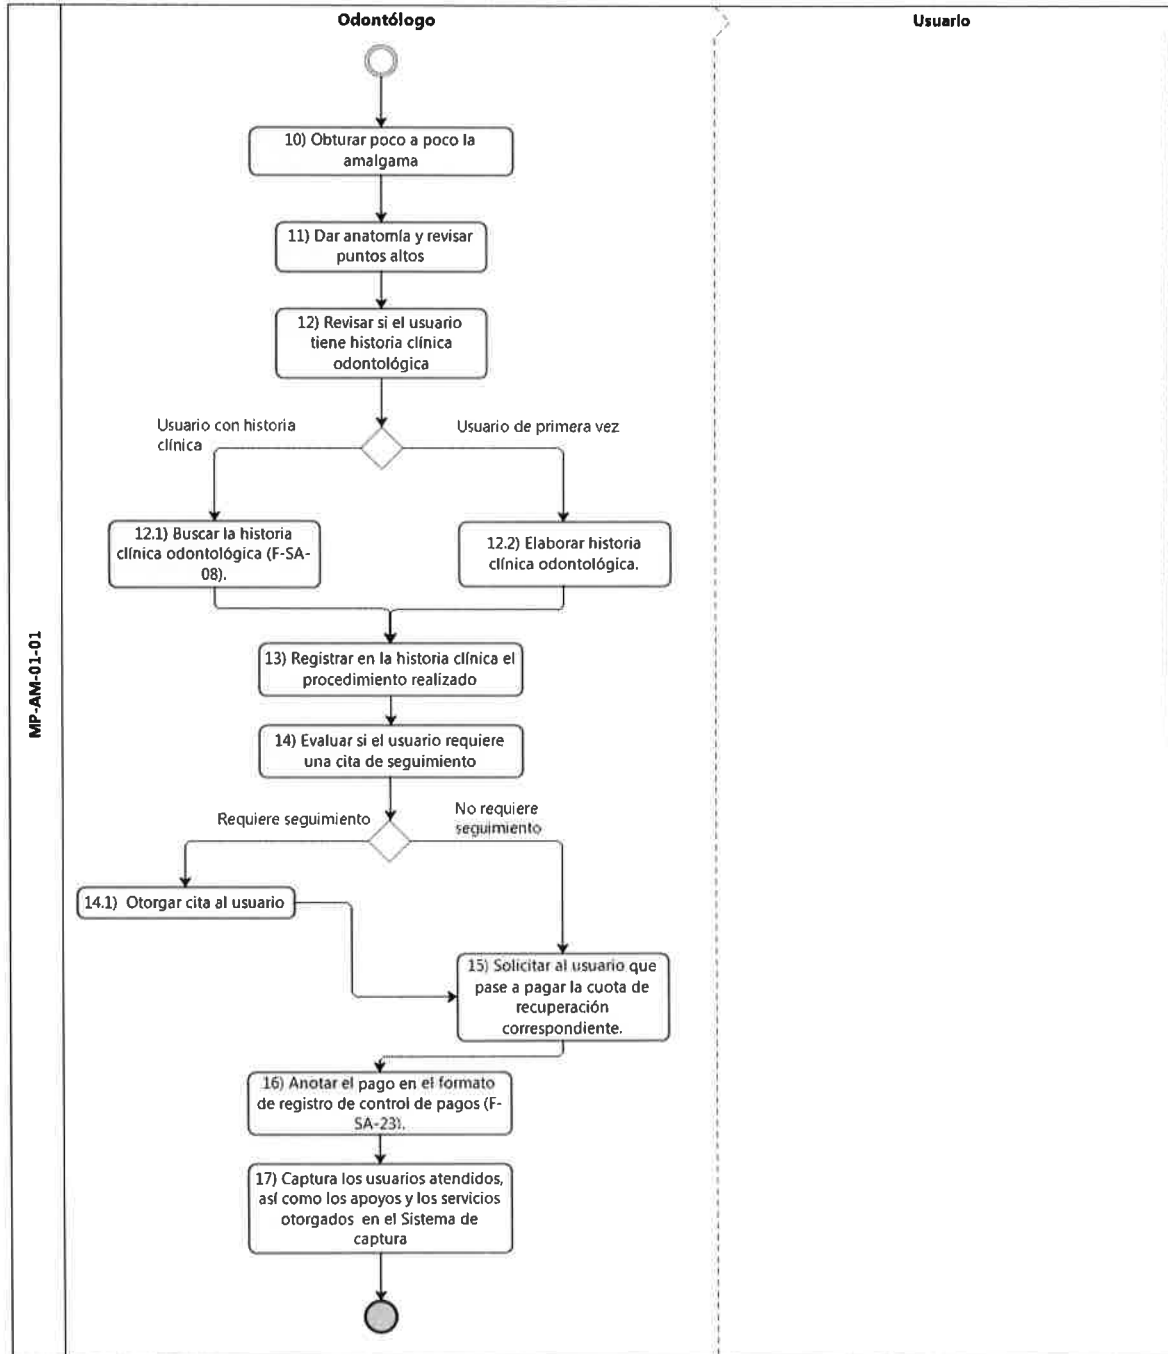 Odontólogo
Usuario
MP-AM-01-01
10) Obturar poco a poco la
amalgama
11) Dar anatomía y revisar
puntos altos
12) Revisar si el usuario
tiene historia clínica
odontológica
Usuario con historia
clínica
Usuario de primera vez
12.1) Buscar la historia
clínica odontológica (F-SA-
08).
12.2) Elaborar historia
clínica odontológica.
13) Registrar en la historia clínica el
procedimiento realizado
14) Evaluar si el usuario requiere
una cita de seguimiento
Requiere seguimiento
No requiere
seguimiento
14.1) Otorgar cita al usuario
15) Solicitar al usuario que
pase a pagar la cuota de
recuperación
correspondiente.
16) Anotar el pago en el formato
de registro de control de pagos (F-
SA-23).
17) Captura los usuarios atendidos,
así como los apoyos y los servicios
otorgados en el Sistema de
captura